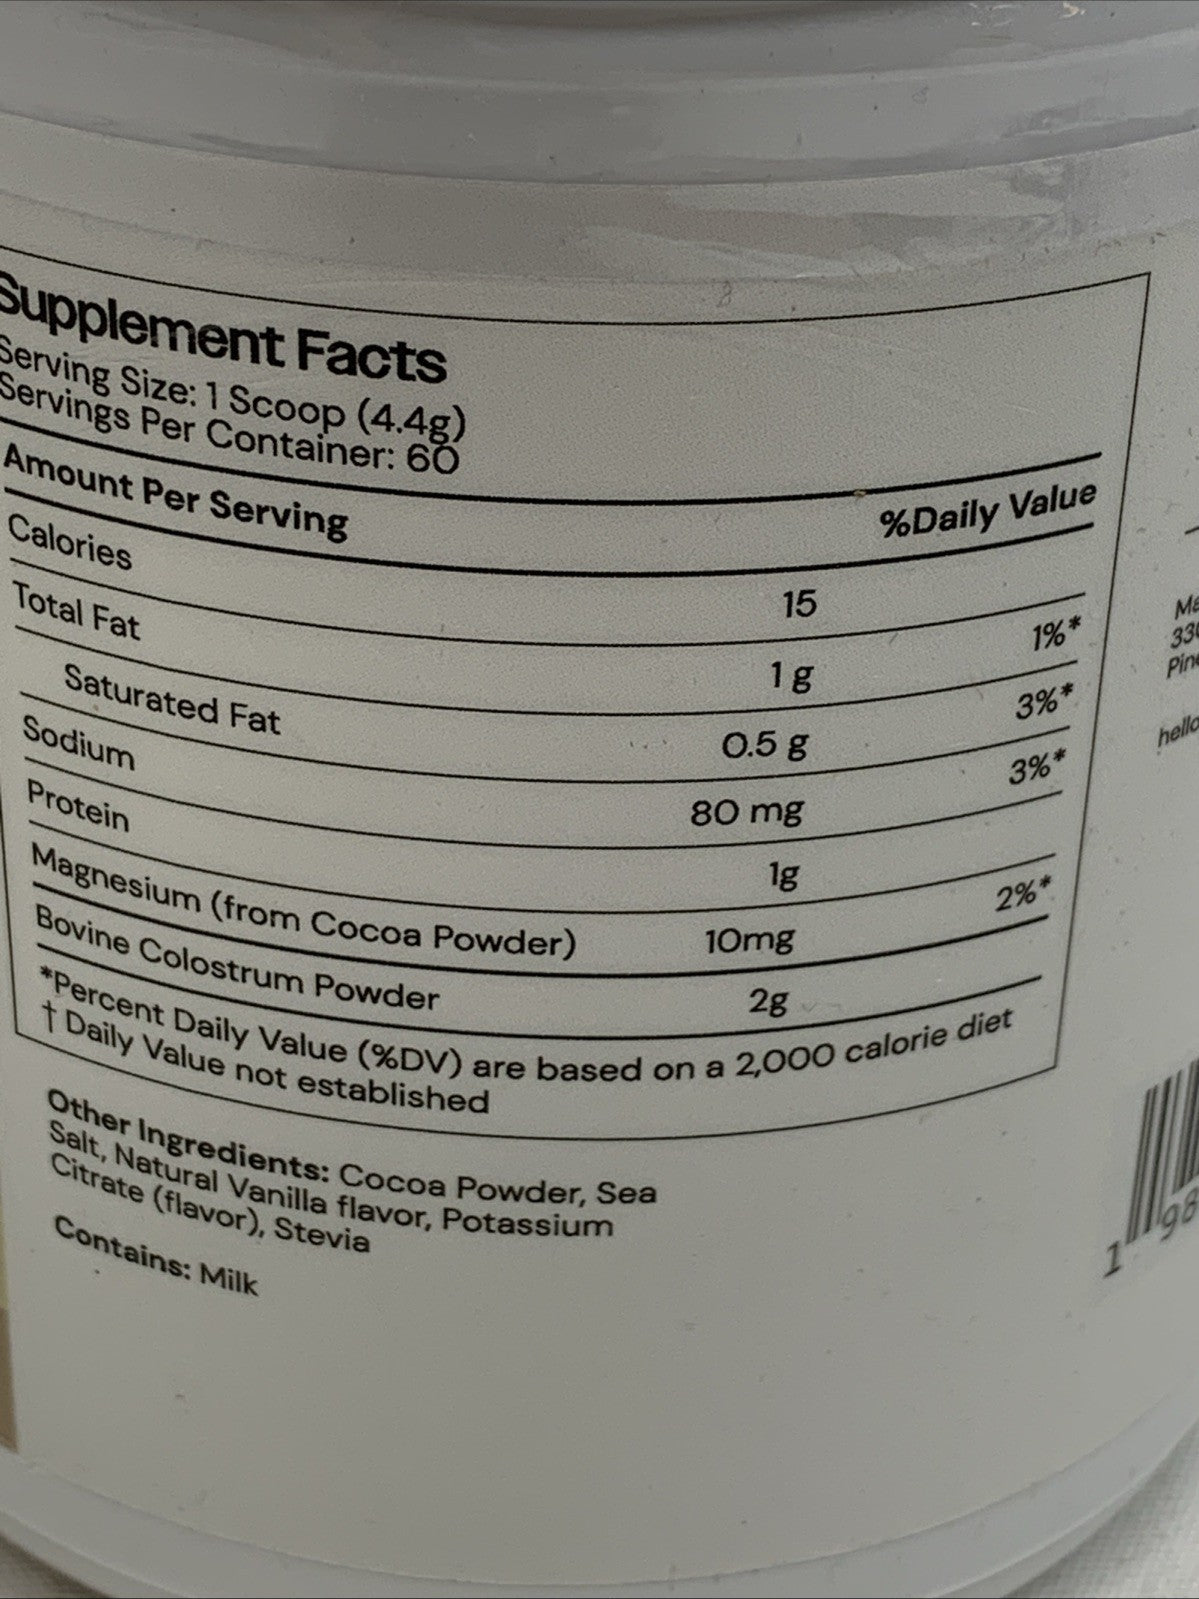 Supplement Facts
Serving Size: 1 Scoop (4.4g)
Servings Per Container: 60
Amount Per Serving %Daily Value
Calories 15
Total Fat 1 g 1%*
Saturated Fat 0.5 g 3%*
Sodium 80 mg 3%*
Protein 1g
Magnesium (from Cocoa Powder) 10mg 2%*
Bovine Colostrum Powder 2g
*Percent Daily Value (%DV) are based on a 2,000 calorie diet
† Daily Value not established
Other Ingredients: Cocoa Powder, Sea
Salt, Natural Vanilla flavor, Potassium
Citrate (flavor), Stevia
Contains: Milk
1 98